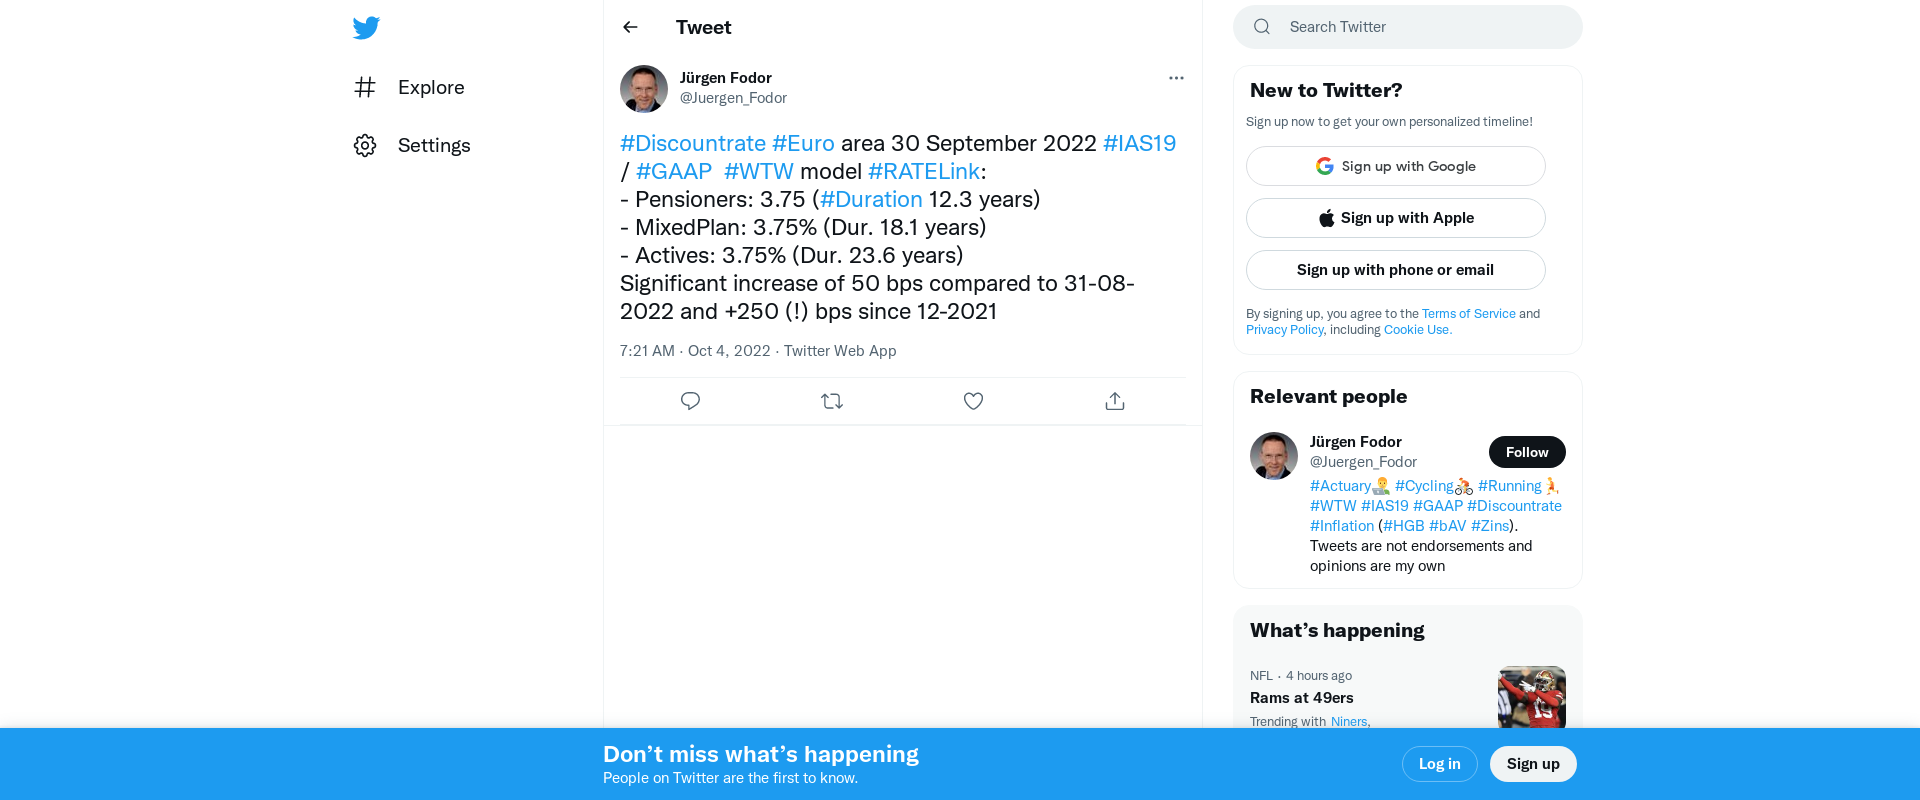 Explore
Settings
Tweet
Jürgen Fodor
@Juergen_Fodor
#Discountrate #Euro area 30 September 2022 #IAS19
/ #GAAP #WTW model #RATELink:
- Pensioners: 3.75 (#Duration 12.3 years)
- MixedPlan: 3.75% (Dur. 18.1 years)
- Actives: 3.75% (Dur. 23.6 years)
Significant increase of 50 bps compared to 31-08-
2022 and +250 (!) bps since 12-2021
7:21 AM · Oct 4, 2022 · Twitter Web App
Search Twitter
New to Twitter?
Sign up now to get your own personalized timeline!
Sign up with Google
Sign up with Apple
Sign up with phone or email
By signing up, you agree to the Terms of Service and
Privacy Policy, including Cookie Use.
Relevant people
Jürgen Fodor
@Juergen_Fodor
Follow
#Actuary #Cycling #Running
#WTW #IAS19 #GAAP #Discountrate
#Inflation (#HGB #bAV #Zins).
Tweets are not endorsements and
opinions are my own
What's happening
NFL · 4 hours ago
Rams at 49ers
Trending with Niners,
19
Don't miss what's happening
People on Twitter are the first to know.
Log in
Sign up